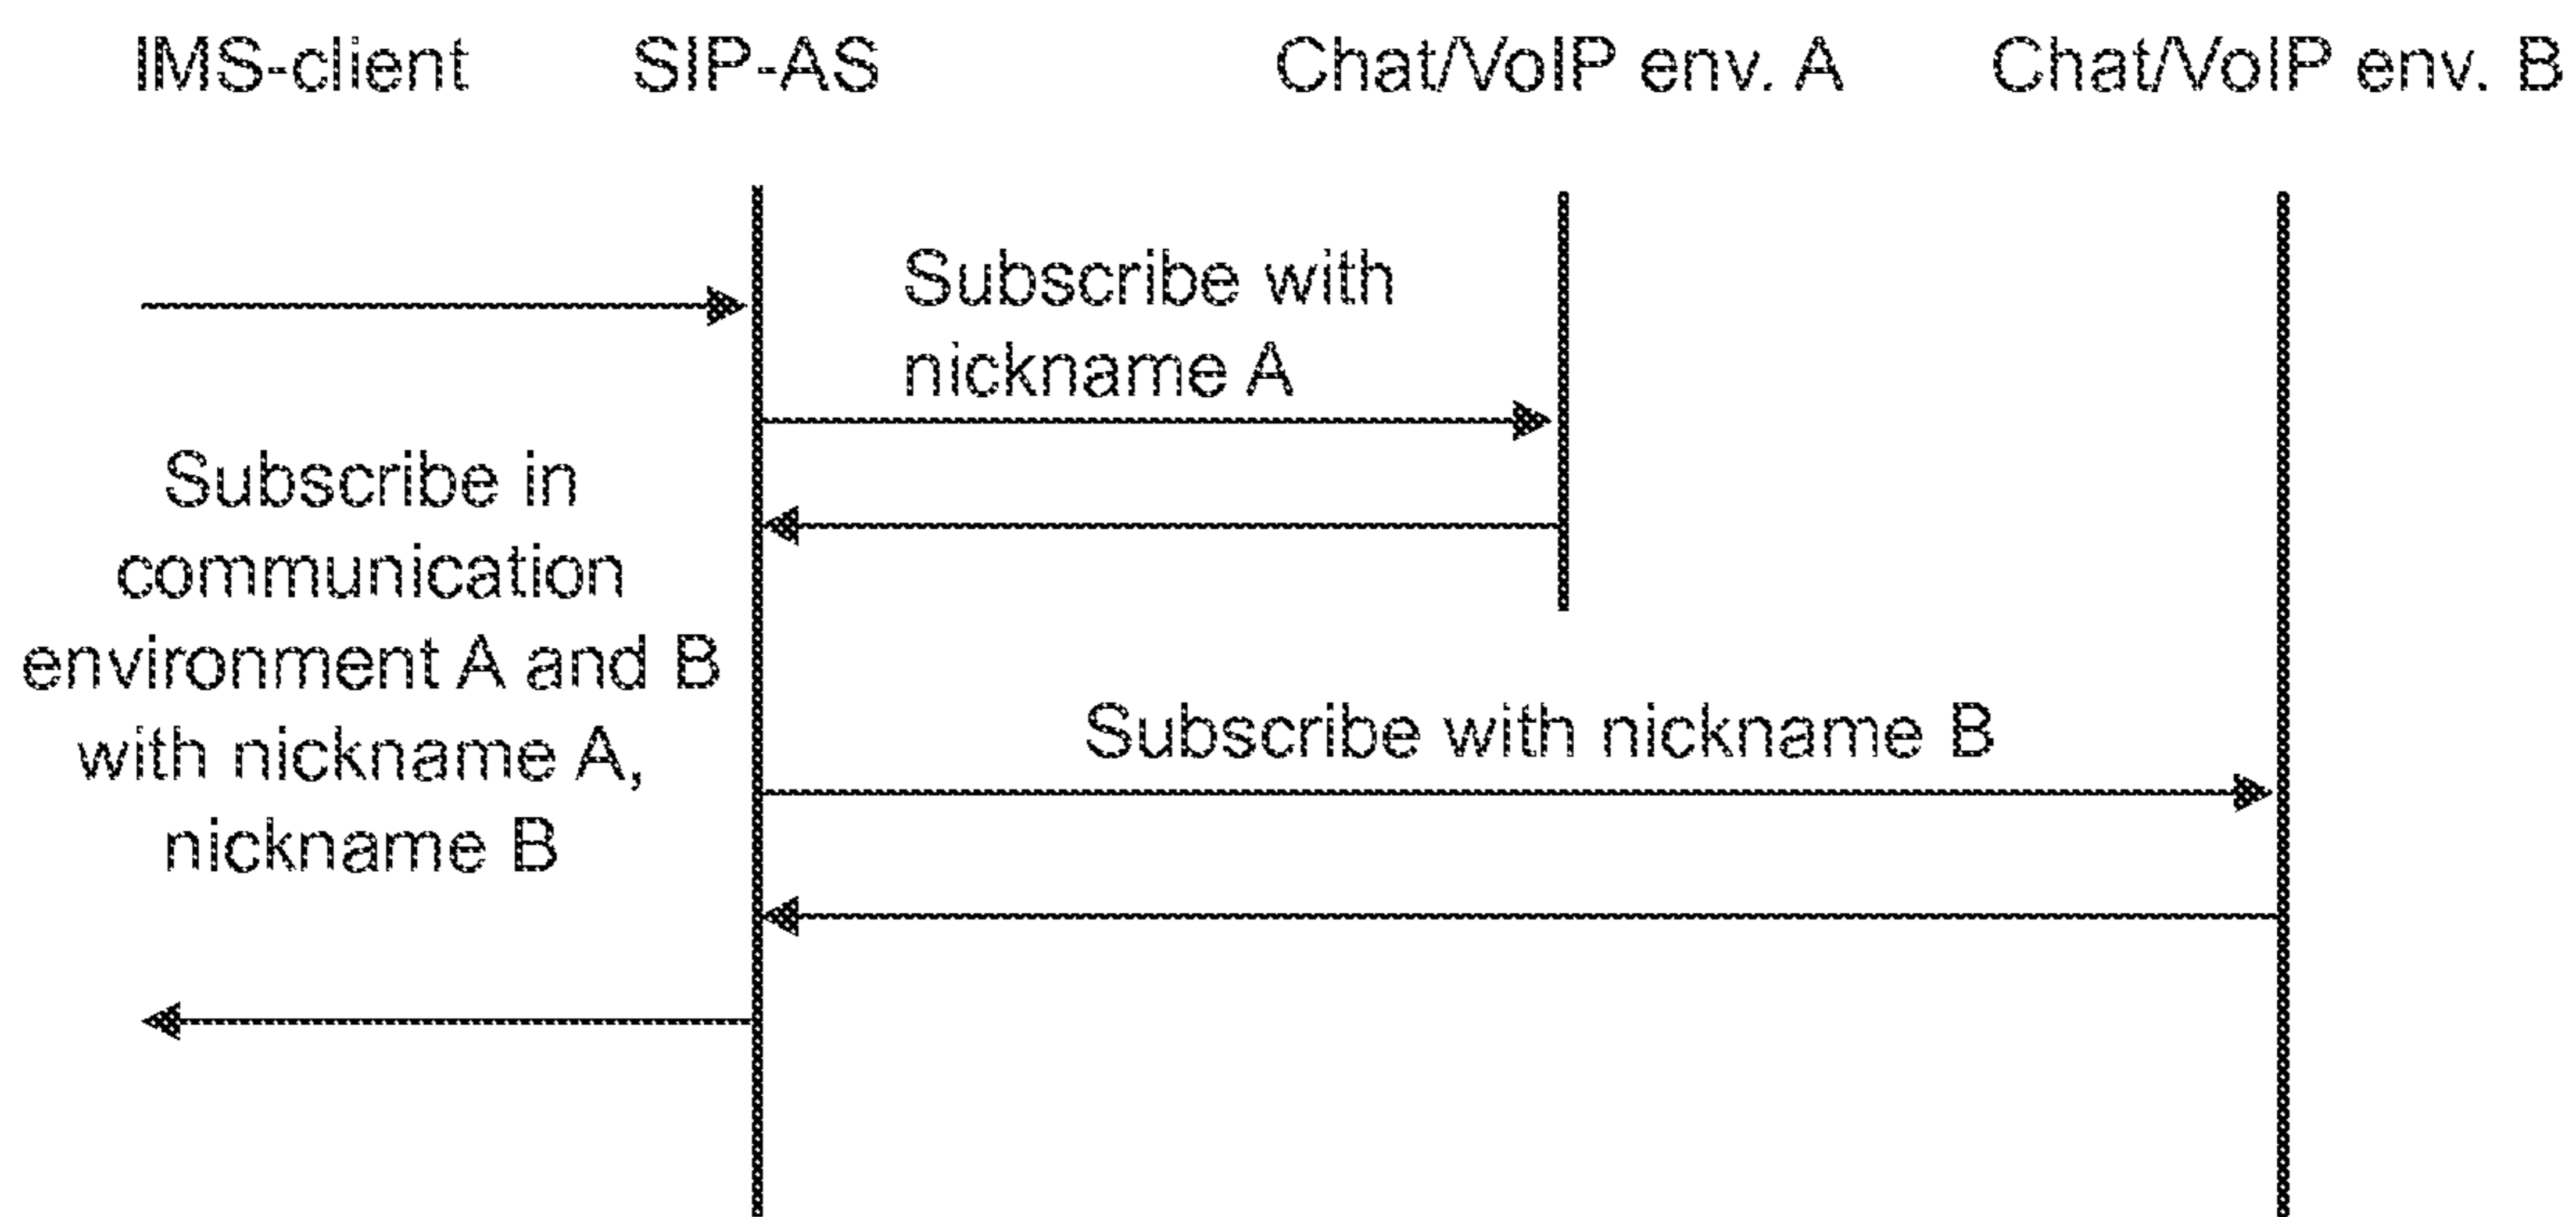 IMS-client SIP-AS Chat/VoIP env. A Chat/VoIP env. B
Subscribe with
nickname A
Subscribe in
communication
environment A and B
with nickname A,
nickname B
Subscribe with nickname B